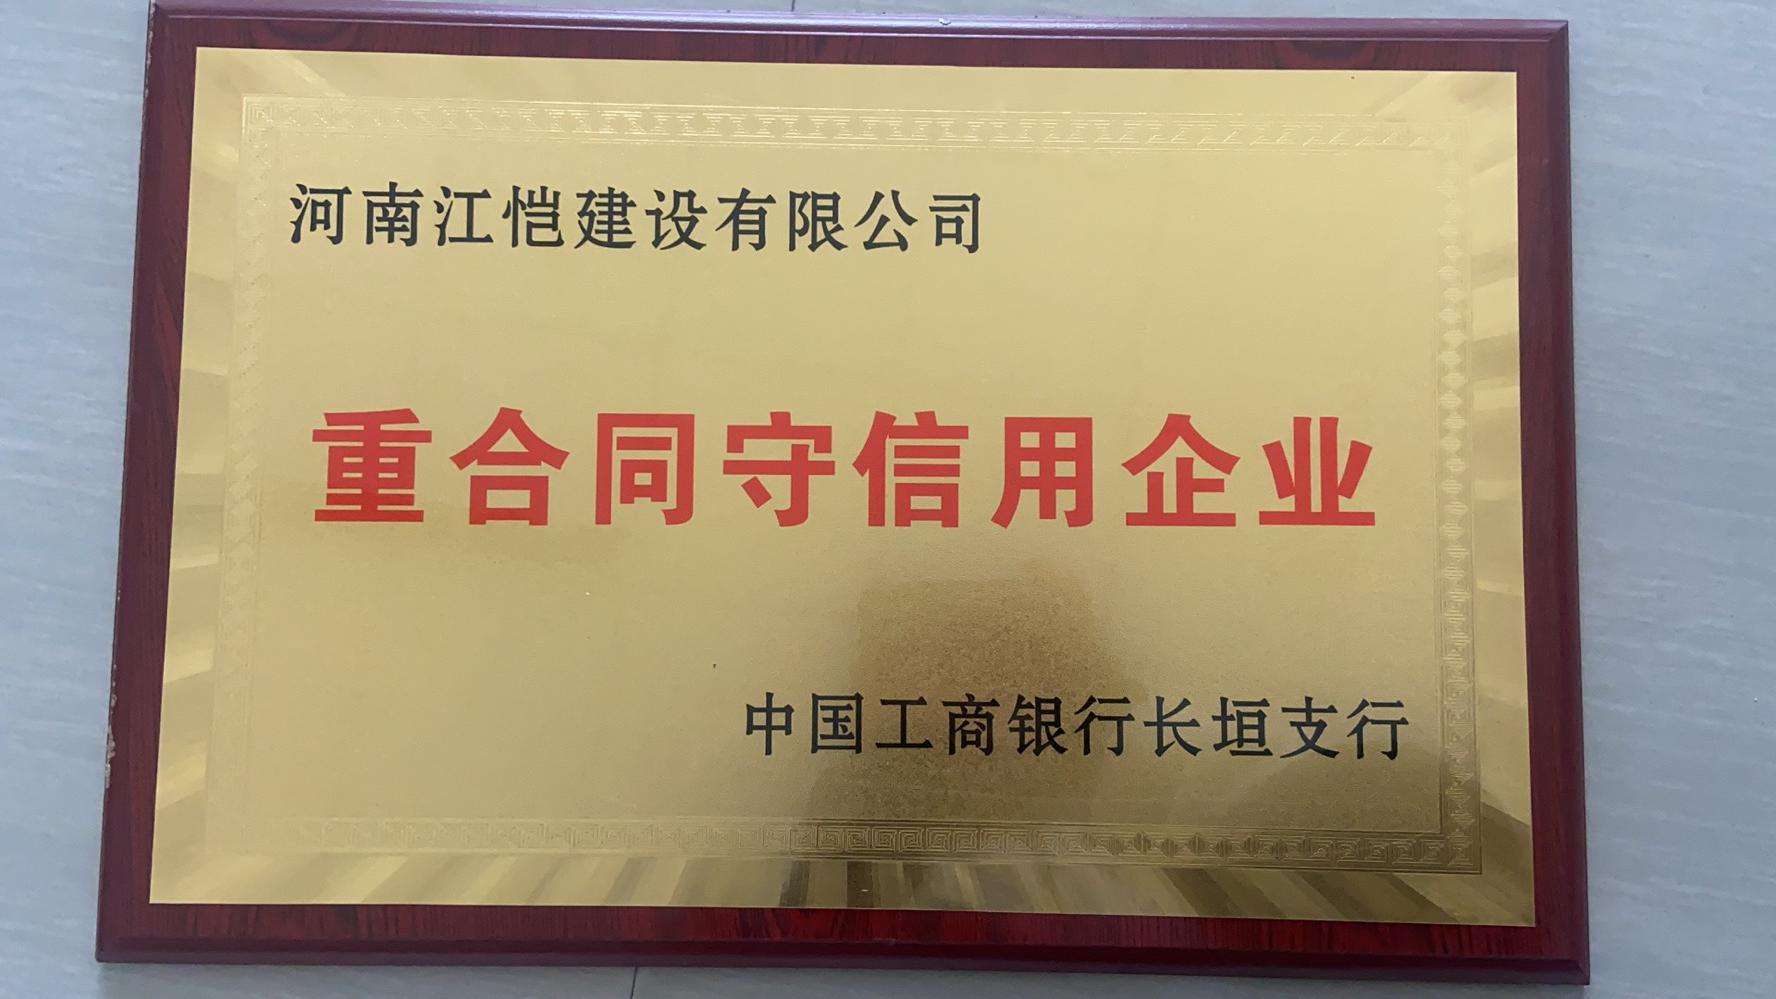 河南江恺建设有限公司
重合同守信用企业
中国工商银行长垣支行